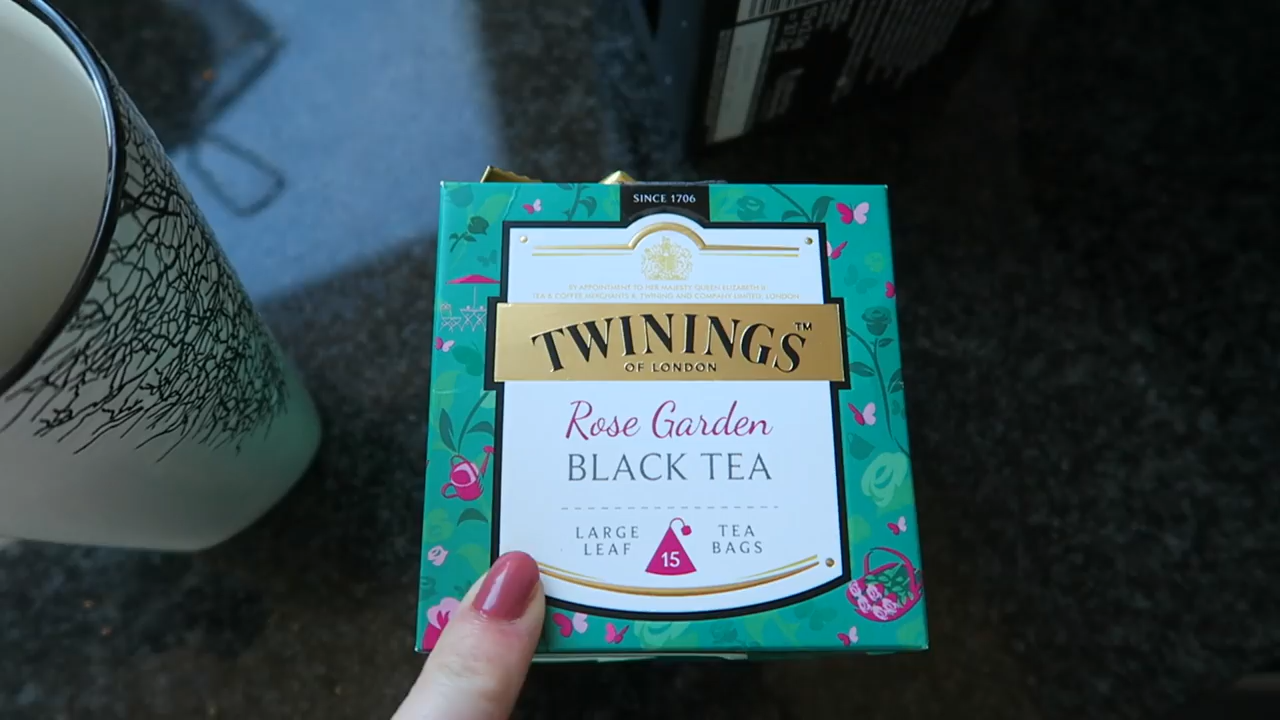 SINCE 1706
BY APPOINTMENT TO HER MAJESTY QUEEN ELIZABETH II
TEA & COFFEE MERCHANTS R. TWINING AND COMPANY LIMITED, LONDON
TWININGS™
OF LONDON
Rose Garden
BLACK TEA
LARGE LEAF
15
TEA BAGS